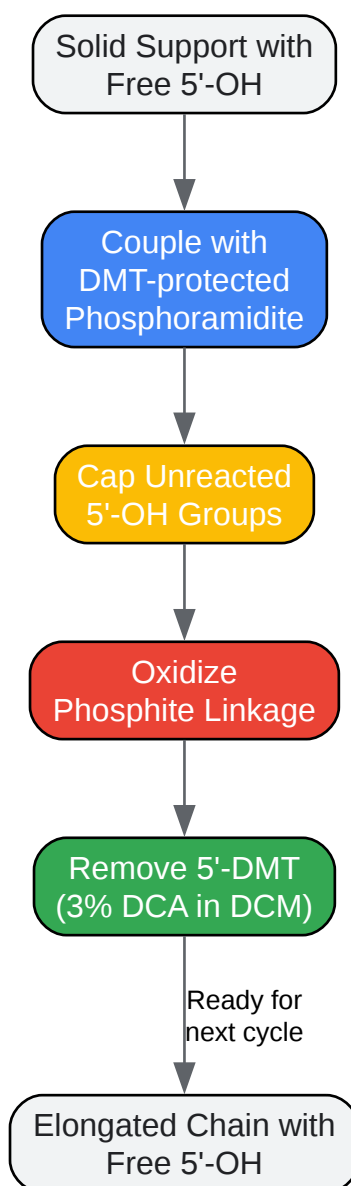 Solid Support with
Free 5'-OH
Couple with
DMT-protected
Phosphoramidite
Cap Unreacted
5'-OH Groups
Oxidize
Phosphite Linkage
Remove 5'-DMT
(3% DCA in DCM)
Ready for
next cycle
Elongated Chain with
Free 5'-OH